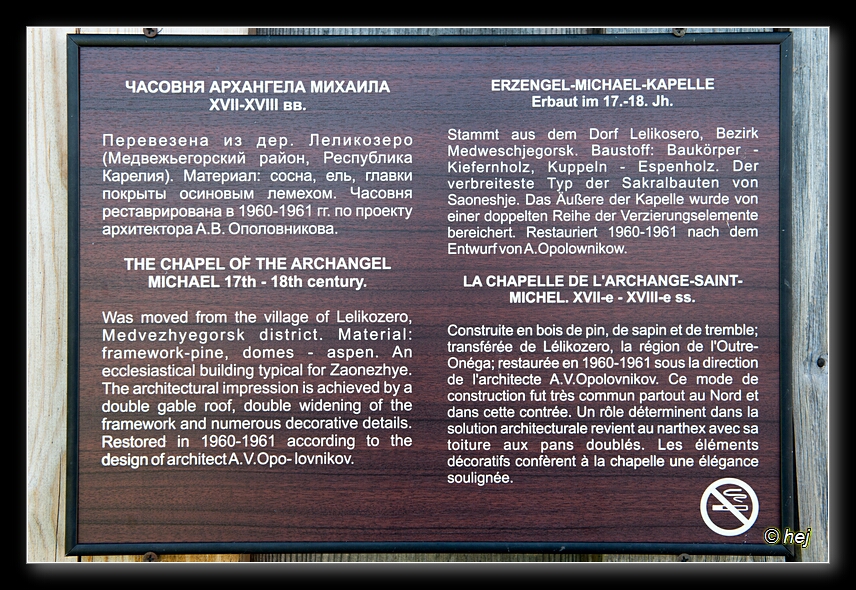 ЧАСОВНЯ АРХАНГЕЛА МИХАИЛА
XVII-XVIII вв.
Перевезена из дер. Леликозеро
(Медвежьегорский район, Республика
Карелия). Материал: сосна, ель, главки
покрыты осиновым лемехом. Часовня
реставрирована в 1960-1961 гг. по проекту
архитектора А.В. Ополовникова.
THE CHAPEL OF THE ARCHANGEL
MICHAEL 17th - 18th century.
Was moved from the village of Lelikozero,
Medvezhyegorsk district. Material:
framework-pine, domes - aspen. An
ecclesiastical building typical for Zaonezhye.
The architectural impression is achieved by a
double gable roof, double widening of the
framework and numerous decorative details.
Restored in 1960-1961 according to the
design of architect A.V.Opo- lovnikov.
ERZENGEL-MICHAEL-KAPELLE
Erbaut im 17.-18. Jh.
Stammt aus dem Dorf Lelikosero, Bezirk
Medweschjegorsk. Baustoff: Baukörper -
Kiefernholz, Kuppeln - Espenholz. Der
verbreiteste Typ der Sakralbauten von
Saoneshje. Das Äußere der Kapelle wurde von
einer doppelten Reihe der Verzierungselemente
bereichert. Restauriert 1960-1961 nach dem
Entwurf von A.Opolownikow.
LA CHAPELLE DE L'ARCHANGE-SAINT-
MICHEL. XVII-e - XVIII-e ss.
Construite en bois de pin, de sapin et de tremble;
transférée de Lélikozero, la région de l'Outre-
Onéga; restaurée en 1960-1961 sous la direction
de l'architecte A.V.Opolovnikov. Ce mode de
construction fut très commun partout au Nord et
dans cette contrée. Un rôle déterminent dans la
solution architecturale revient au narthex avec sa
toiture aux pans doublés. Les éléments
décoratifs confèrent à la chapelle une élégance
soulignée.
© hej